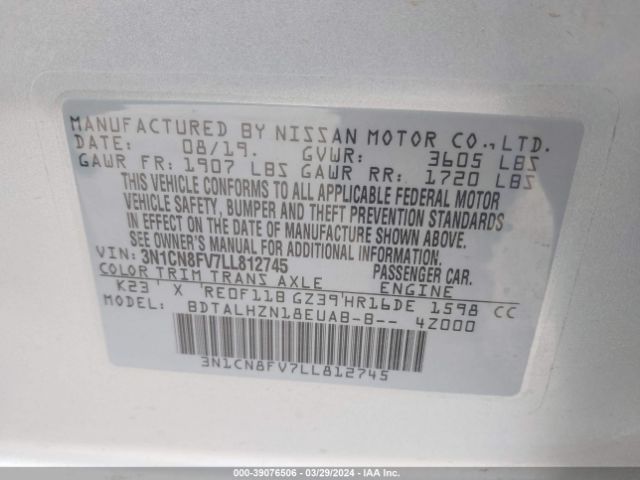 MANUFACTURED BY NISSAN MOTOR CO.,LTD.
DATE: 08/19. GVWR: 3605 LBS
GAWR FR: 1907 LBS GAWR RR: 1720 LBS
THIS VEHICLE CONFORMS TO ALL APPLICABLE FEDERAL MOTOR
VEHICLE SAFETY, BUMPER AND THEFT PREVENTION STANDARDS
IN EFFECT ON THE DATE OF MANUFACTURE SHOWN ABOVE.
SEE OWNER'S MANUAL FOR ADDITIONAL INFORMATION.
VIN: 3N1CN8FV7LL812745 PASSENGER CAR.
COLOR TRIM TRANS AXLE ENGINE
K23 ' X 'RE0F11B GZ39'HR16DE 1598 CC
MODEL: BDTALHZN18EUAB-B-- 4Z000
3N1CN8FV7LL812745
000-39076506 - 03/29/2024 - IAA Inc.